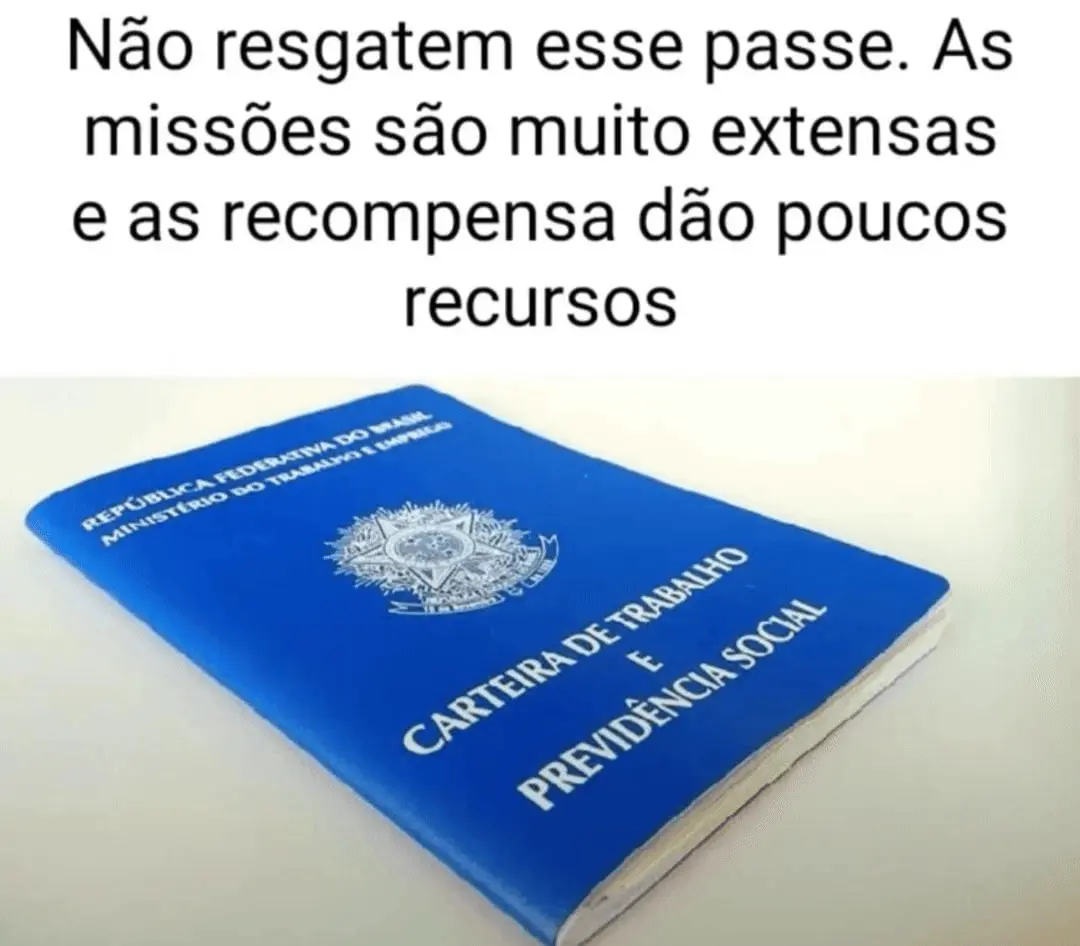 Não resgatem esse passe. As
missões são muito extensas
e as recompensa dão poucos
recursos
REPÚBLICA FEDERATIVA DO BRASIL
MINISTÉRIO DO TRABALHO E EMPREGO
CARTEIRA DE TRABALHO
E
PREVIDÊNCIA SOCIAL